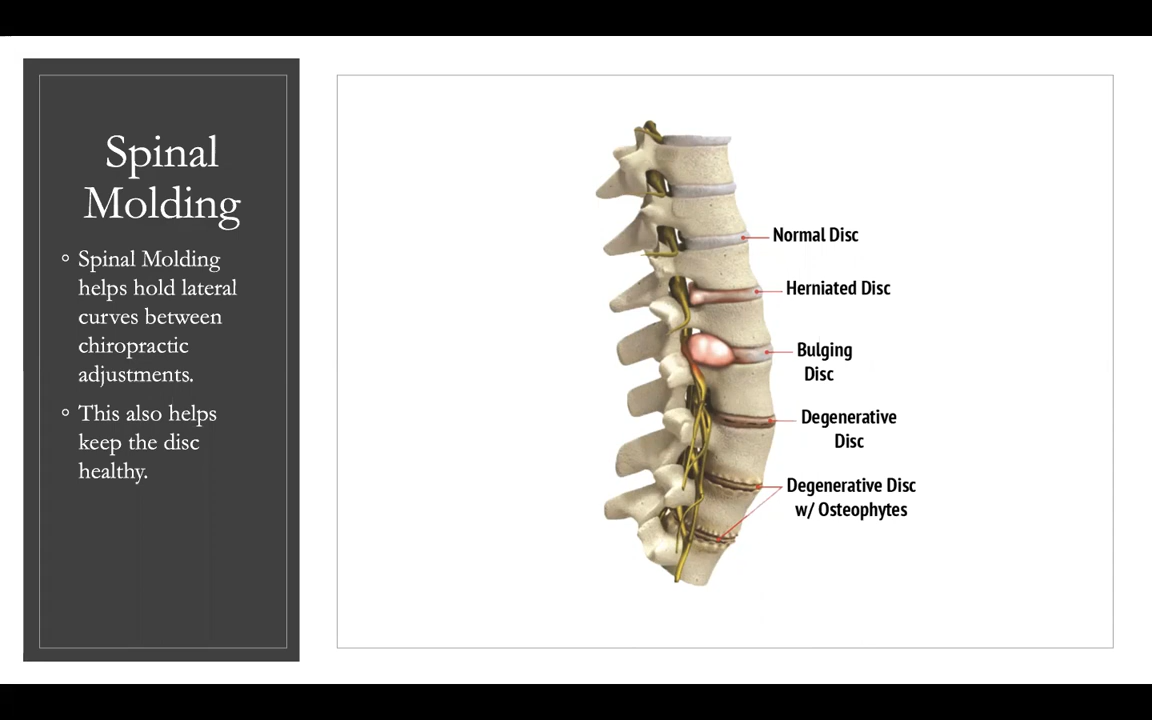 Spinal
Molding
Spinal Molding
helps hold lateral
curves between
chiropractic
adjustments.
This also helps
keep the disc
healthy.
Normal Disc
Herniated Disc
Bulging
Disc
Degenerative
Disc
Degenerative Disc
w/ Osteophytes